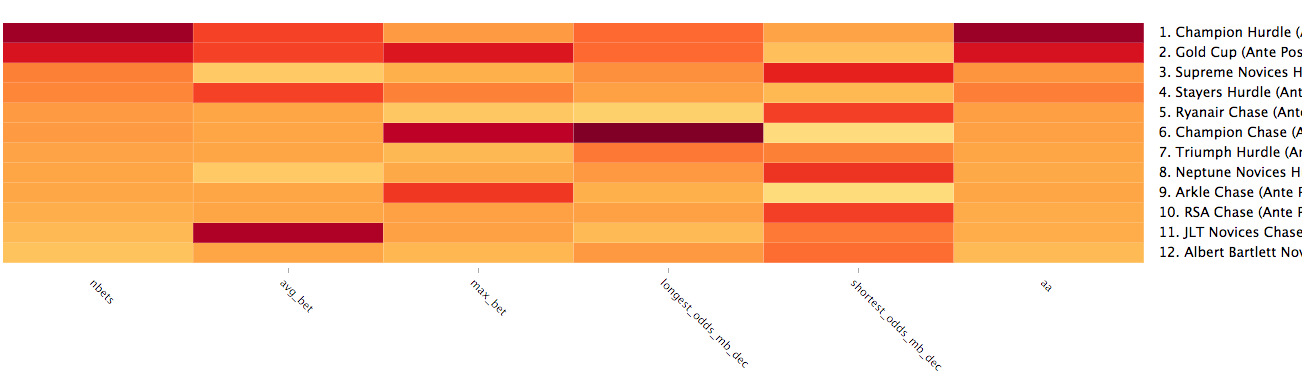 1. Champion Hurdle (
2. Gold Cup (Ante Pos
3. Supreme Novices H
4. Stayers Hurdle (Ant
5. Ryanair Chase (Ante
6. Champion Chase (A
7. Triumph Hurdle (An
8. Neptune Novices H
9. Arkle Chase (Ante P
10. RSA Chase (Ante P
11. JLT Novices Chase
12. Albert Bartlett Nov
nbets
avg_bet
max_bet
longest_odds_mb_dec
shortest_odds_mb_dec
aa